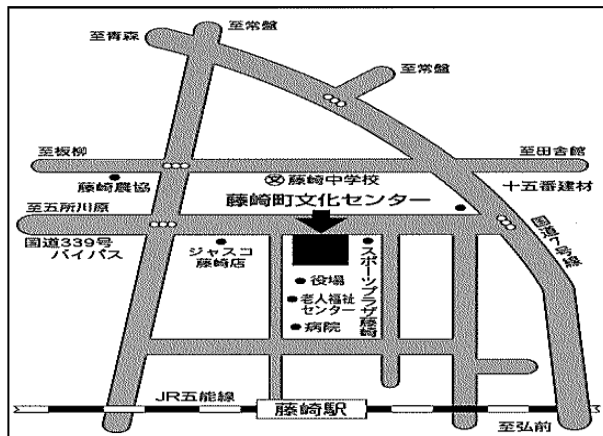 至常盤
至青森
至常盤
至板柳
至田舎館
藤崎農協
藤崎中学校
十五番建材
藤崎町文化センター
至五所川原
国道339号
バイパス
国道7号線
ジャスコ
藤崎店
スポーツプラザ藤崎
役場
老人福祉
センター
病院
JR五能線
藤崎駅
至弘前